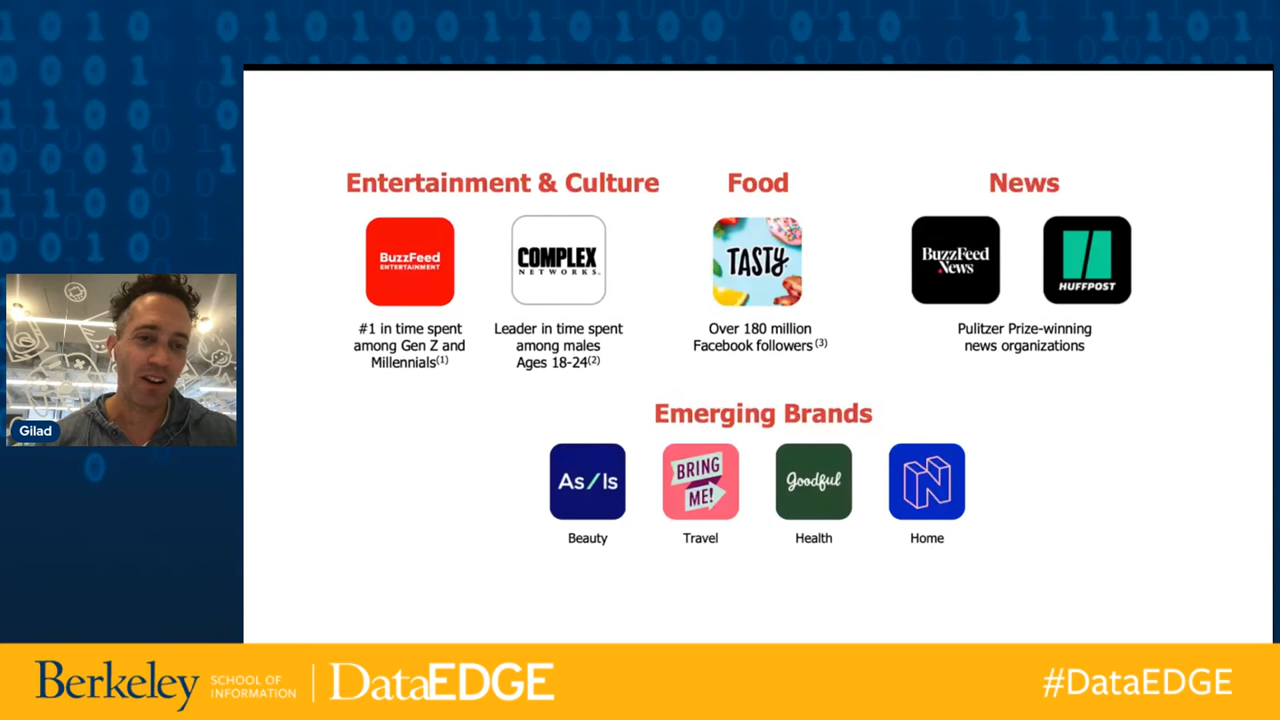 Entertainment & Culture
Food
News
BuzzFeed
ENTERTAINMENT
COMPLEX
NETWORKS
TASTY
BuzzFeed
News
HUFFPOST
#1 in time spent
among Gen Z and
Millennials(1)
Leader in time spent
among males
Ages 18-24(2)
Over 180 million
Facebook followers (3)
Pulitzer Prize-winning
news organizations
Gilad
Emerging Brands
As/Is
BRING
ME!
goodful
N
Beauty
Travel
Health
Home
Berkeley
SCHOOL OF
INFORMATION
DataEDGE
#DataEDGE